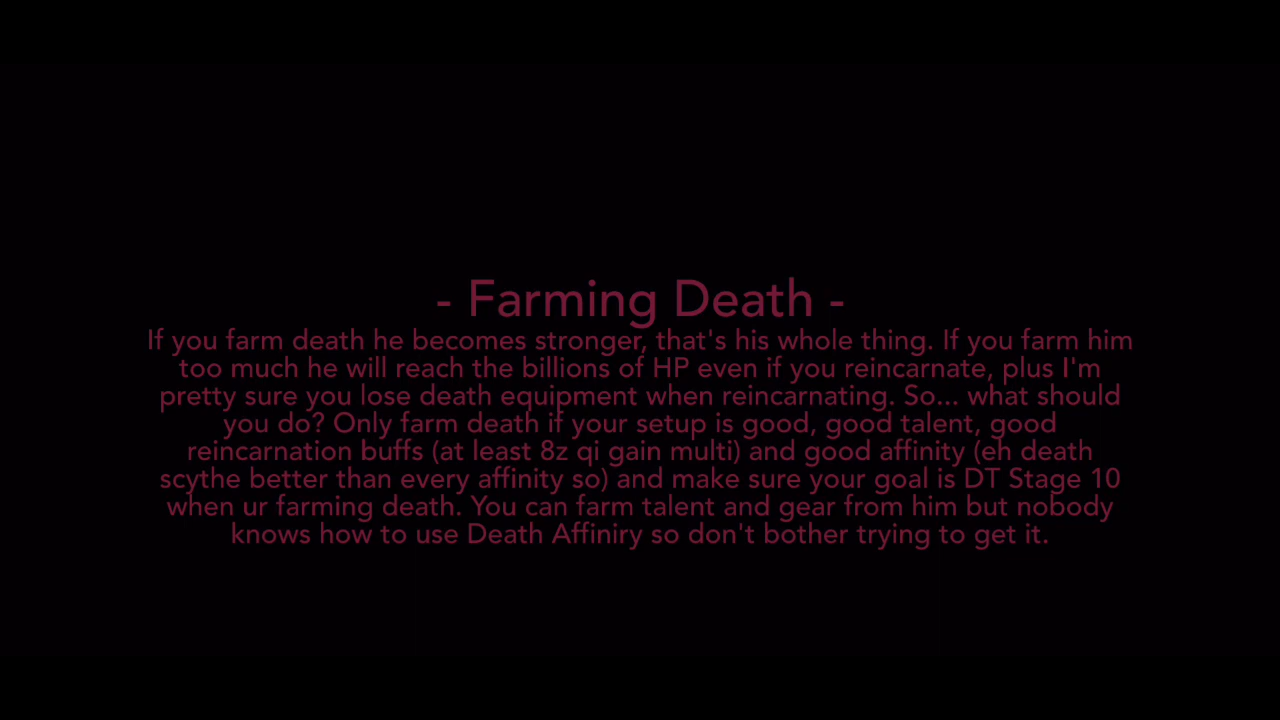 - Farming Death -
If you farm death he becomes stronger, that's his whole thing. If you farm him
too much he will reach the billions of HP even if you reincarnate, plus I'm
pretty sure you lose death equipment when reincarnating. So... what should
you do? Only farm death if your setup is good, good talent, good
reincarnation buffs (at least 8z qi gain multi) and good affinity (eh death
scythe better than every affinity so) and make sure your goal is DT Stage 10
when ur farming death. You can farm talent and gear from him but nobody
knows how to use Death Affiniry so don't bother trying to get it.